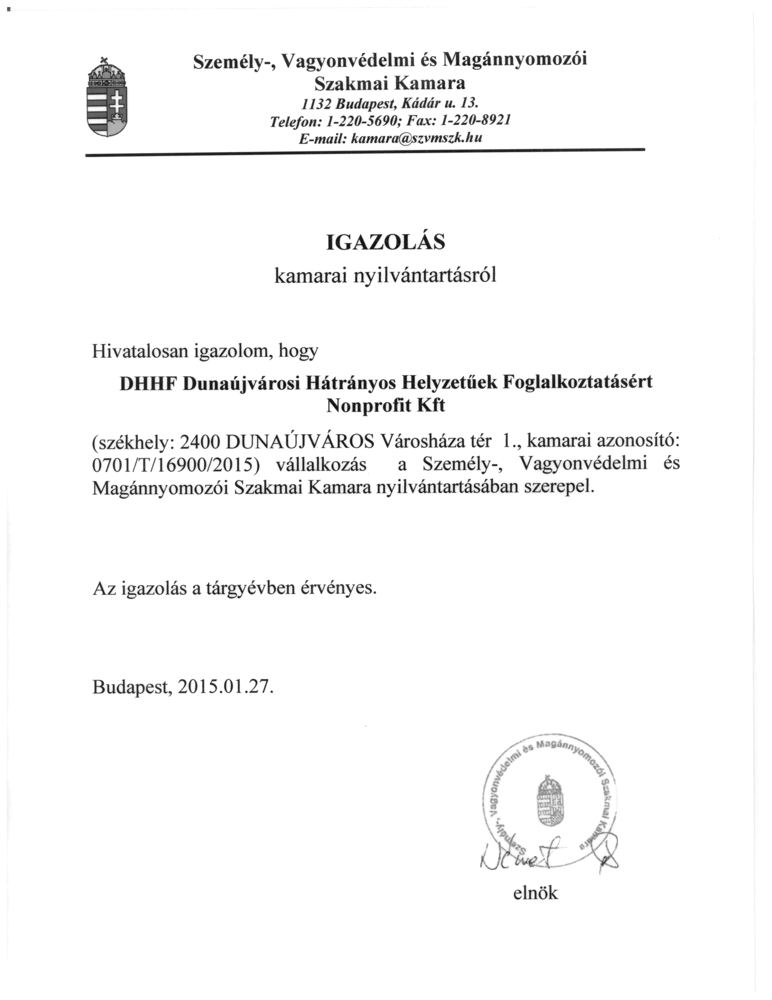 Személy-, Vagyonvédelmi és Magánnyomozói
Szakmai Kamara
1132 Budapest, Kádár u. 13.
Telefon: 1-220-5690; Fax: 1-220-8921
E-mail: kamara@szvmszk.hu
IGAZOLÁS
kamarai nyilvántartásról
Hivatalosan igazolom, hogy
DHHF Dunaújvárosi Hátrányos Helyzetűek Foglalkoztatásért
Nonprofit Kft
(székhely: 2400 DUNAÚJVÁROS Városháza tér 1., kamarai azonosító:
0701/T/16900/2015) vállalkozás a Személy-, Vagyonvédelmi és
Magánnyomozói Szakmai Kamara nyilvántartásában szerepel.
Az igazolás a tárgyévben érvényes.
Budapest, 2015.01.27.
Személy-, Vagyonvédelmi és Magánnyomozói Szakmai Kamara
elnök